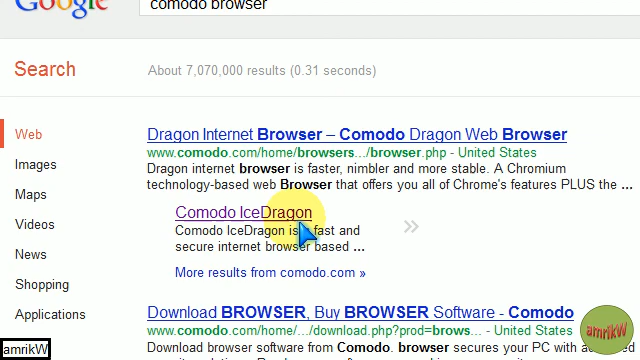 Google
comodo browser
Search
About 7,070,000 results (0.31 seconds)
Web
Images
Maps
Videos
News
Shopping
Applications
Dragon Internet Browser – Comodo Dragon Web Browser
www.comodo.com/home/browsers.../browser.php - United States
Dragon internet browser is faster, nimbler and more stable. A Chromium
technology-based web Browser that offers you all of Chrome's features PLUS the ...
Comodo IceDragon
Comodo IceDragon is a fast and
secure internet browser based ...
More results from comodo.com »
Download BROWSER, Buy BROWSER Software - Comodo
www.comodo.com/home/.../download.php?prod=brows... - United States
Download browser software from Comodo. browser secures your PC with
amrikW
amrikW